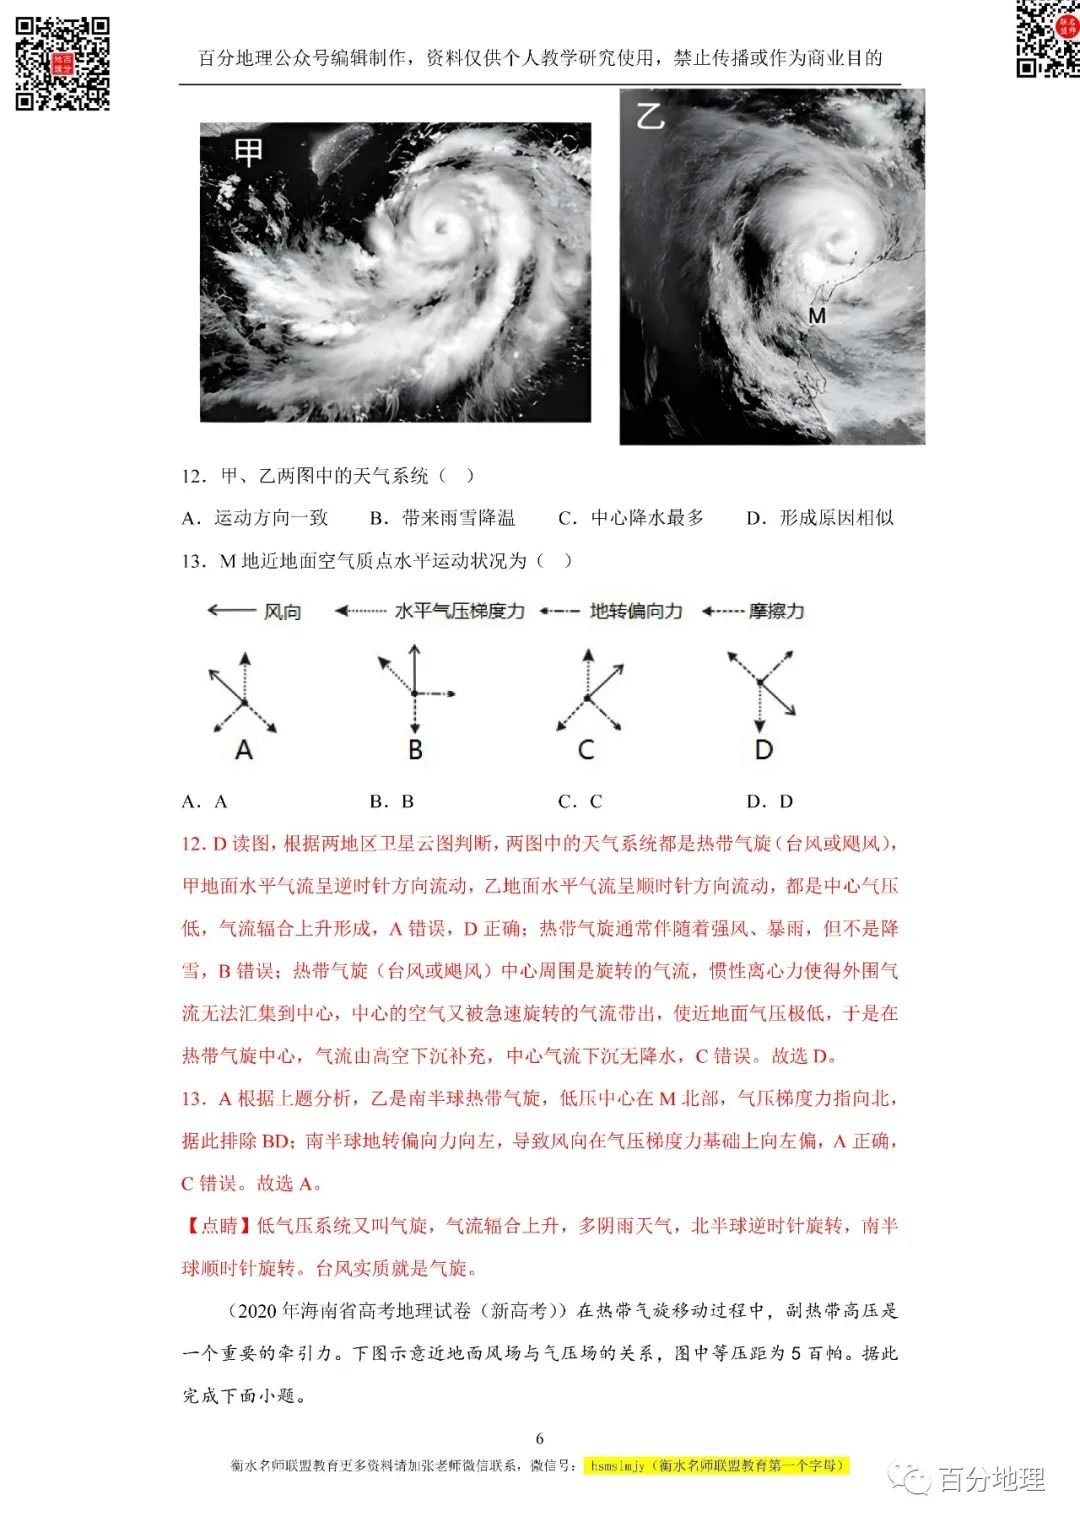 百分地理公众号编辑制作，资料仅供个人教学研究使用，禁止传播或作为商业目的
甲
乙
M
12．甲、乙两图中的天气系统（　）
A．运动方向一致　B．带来雨雪降温　C．中心降水最多　D．形成原因相似
13．M 地近地面空气质点水平运动状况为（　）
风向　水平气压梯度力　地转偏向力　摩擦力
A　B　C　D
A．A　B．B　C．C　D．D
12．D 读图，根据两地区卫星云图判断，两图中的天气系统都是热带气旋（台风或飓风），
甲地面水平气流呈逆时针方向流动，乙地面水平气流呈顺时针方向流动，都是中心气压
低，气流辐合上升形成，A 错误，D 正确；热带气旋通常伴随着强风、暴雨，但不是降
雪，B 错误；热带气旋（台风或飓风）中心周围是旋转的气流，惯性离心力使得外围气
流无法汇集到中心，中心的空气又被急速旋转的气流带出，使近地面气压极低，于是在
热带气旋中心，气流由高空下沉补充，中心气流下沉无降水，C 错误。故选 D。
13．A 根据上题分析，乙是南半球热带气旋，低压中心在 M 北部，气压梯度力指向北，
据此排除 BD；南半球地转偏向力向左，导致风向在气压梯度力基础上向左偏，A 正确，
C 错误。故选 A。
【点睛】低气压系统又叫气旋，气流辐合上升，多阴雨天气，北半球逆时针旋转，南半
球顺时针旋转。台风实质就是气旋。
（2020 年海南省高考地理试卷（新高考））在热带气旋移动过程中，副热带高压是
一个重要的牵引力。下图示意近地面风场与气压场的关系，图中等压距为 5 百帕。据此
完成下面小题。
6
衡水名师联盟教育更多资料请加张老师微信联系，微信号： hsmslmjy（衡水名师联盟教育第一个字母）
百分地理